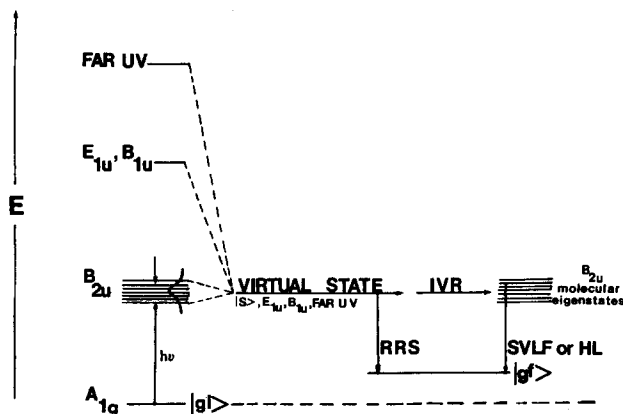 FAR UV
E1u, B1u
E
B2u
VIRTUAL STATE
|S>, E1u, B1u, FAR UV
IVR
B2u
molecular
eigenstates
hν
RRS
SVLF or HL
|gf>
A1g
|gi>